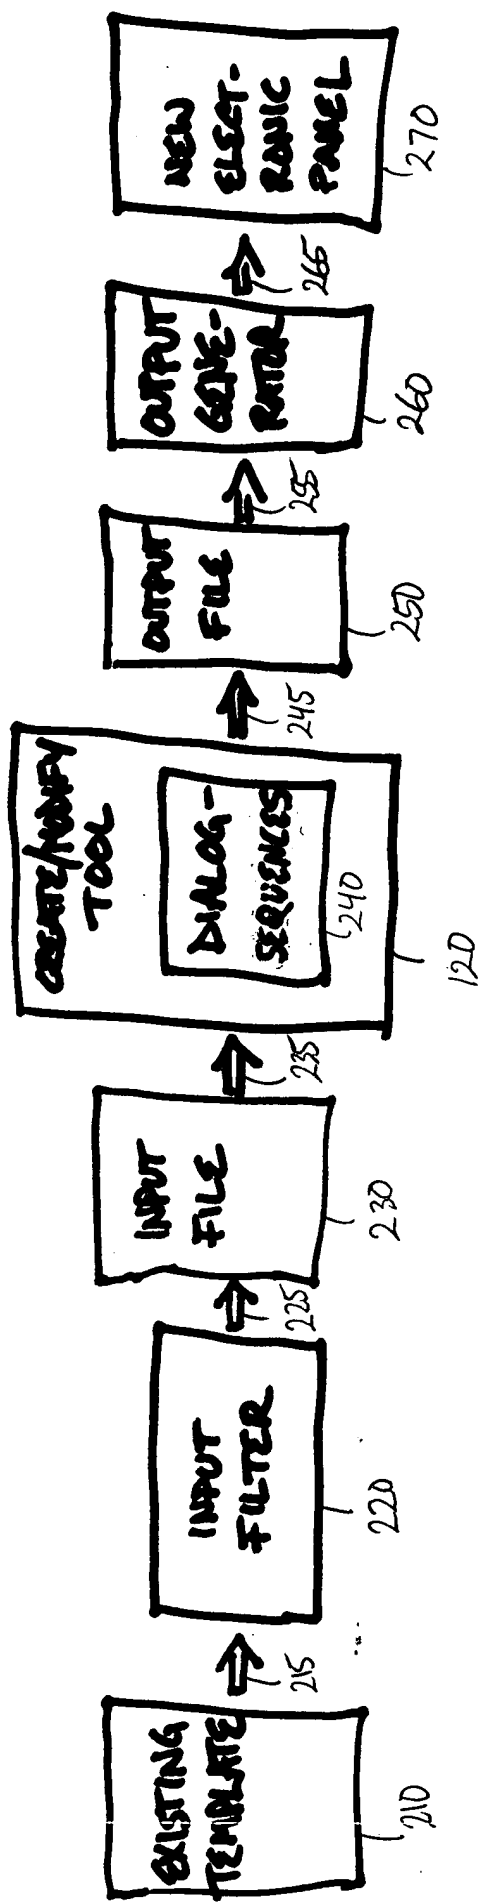 EXISTING
TEMPLATE
210
215
INPUT
FILTER
220
225
INPUT
FILE
230
235
CREATE/MODIFY
TOOL
DIALOG-
SEQUENCES
240
120
245
OUTPUT
FILE
250
255
OUTPUT
GENE-
RATOR
260
265
NEW
ELECT-
RONIC
PANEL
270